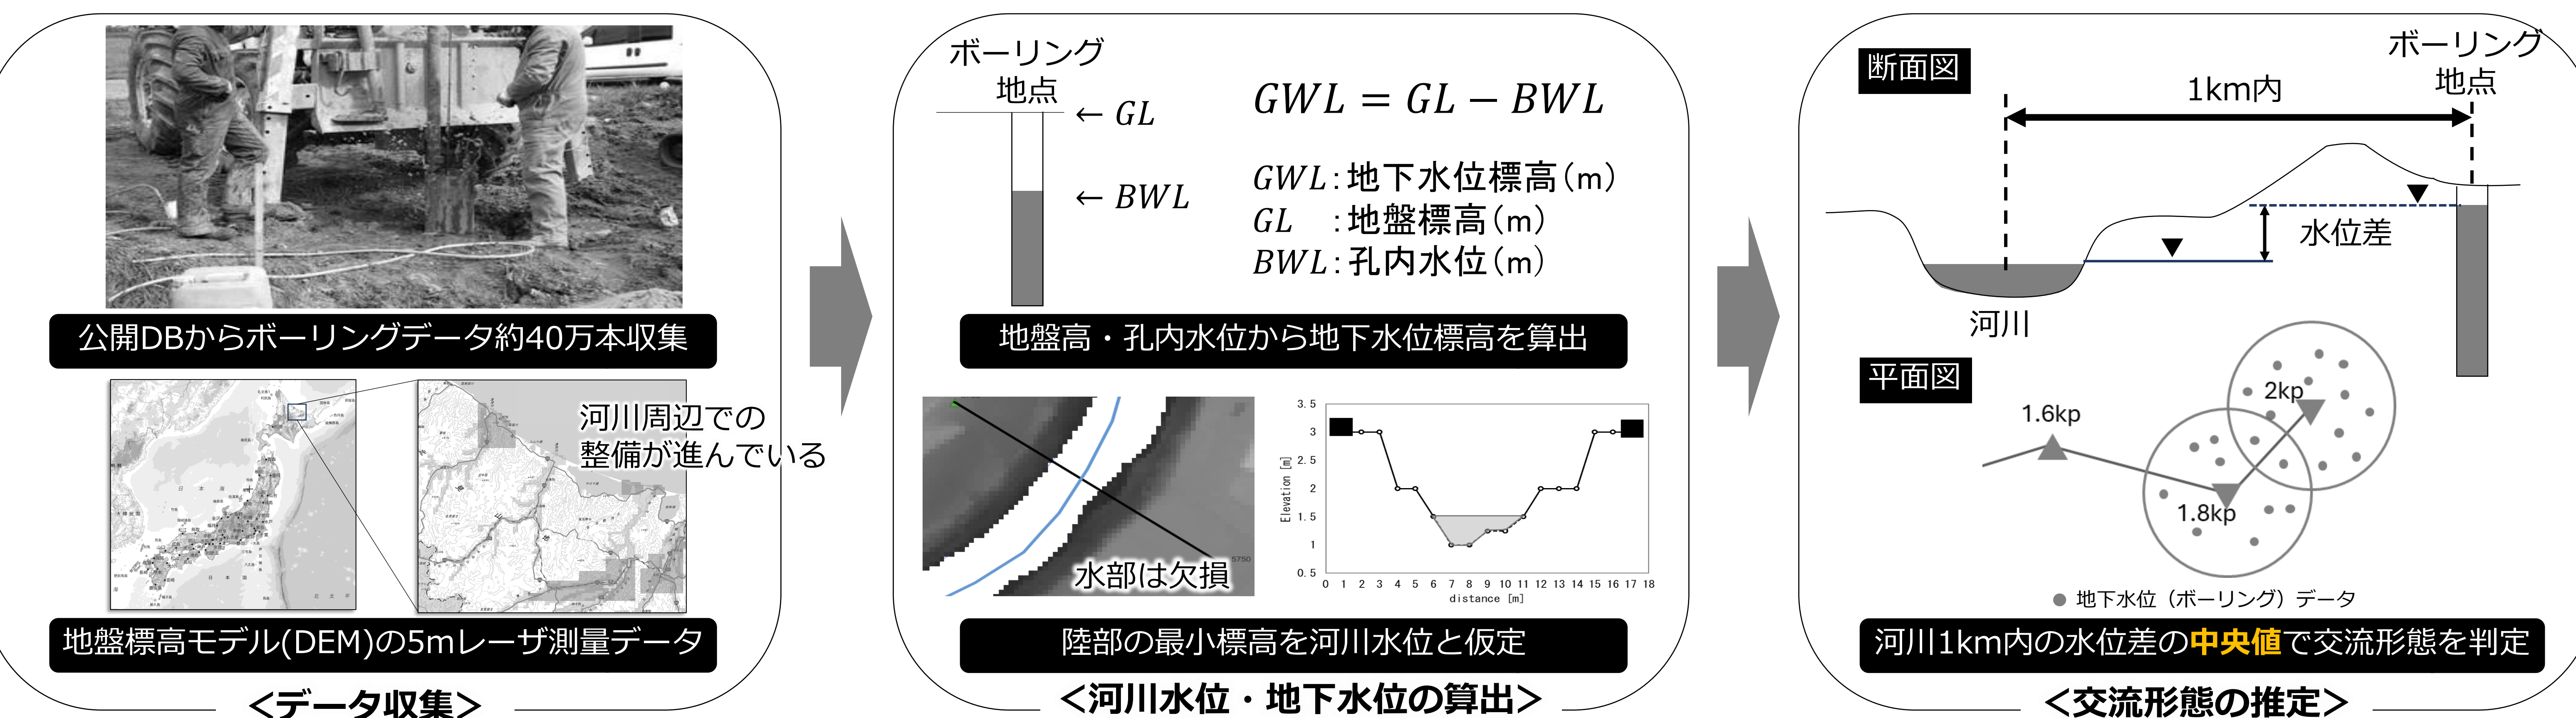 公開DBからボーリングデータ約40万本収集
河川周辺での
整備が進んでいる
地盤標高モデル(DEM)の5mレーザ測量データ
<データ収集>
ボーリング
地点
← GL
← BWL
GWL = GL − BWL
GWL:地下水位標高(m)
GL :地盤標高(m)
BWL:孔内水位(m)
地盤高・孔内水位から地下水位標高を算出
5750
水部は欠損
3.5
3
2.5
2
1.5
1
0.5
Elevation [m]
0 1 2 3 4 5 6 7 8 9 10 11 12 13 14 15 16 17 18
distance [m]
陸部の最小標高を河川水位と仮定
<河川水位・地下水位の算出>
断面図
ボーリング
地点
1km内
水位差
河川
平面図
2kp
1.6kp
1.8kp
地下水位（ボーリング）データ
河川1km内の水位差の中央値で交流形態を判定
<交流形態の推定>